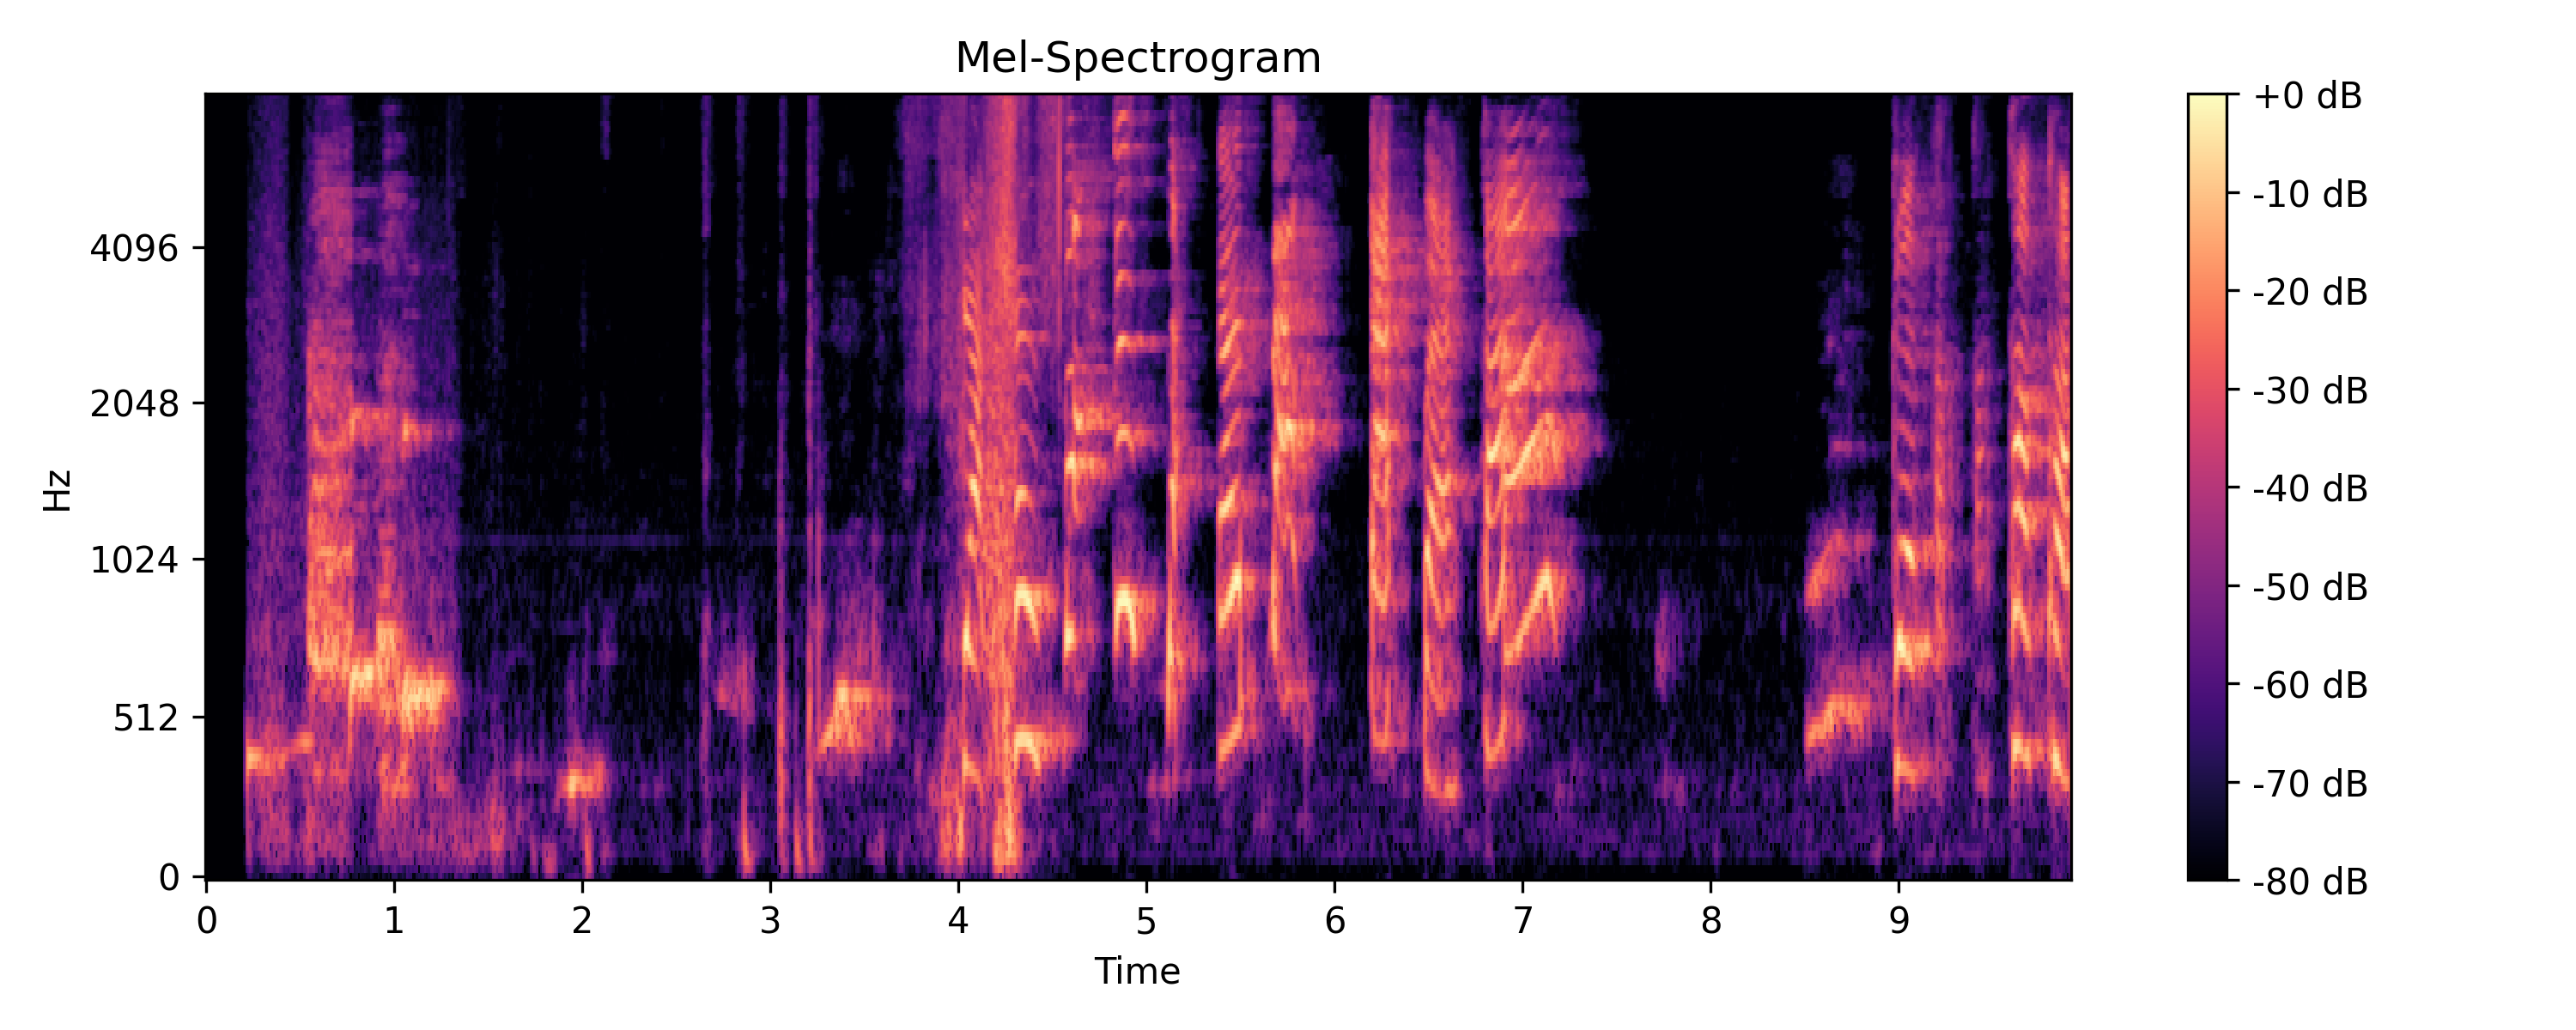 Mel-Spectrogram
+0 dB
-10 dB
-20 dB
-30 dB
-40 dB
-50 dB
-60 dB
-70 dB
-80 dB
Hz
4096
2048
1024
512
0
0 1 2 3 4 5 6 7 8 9
Time